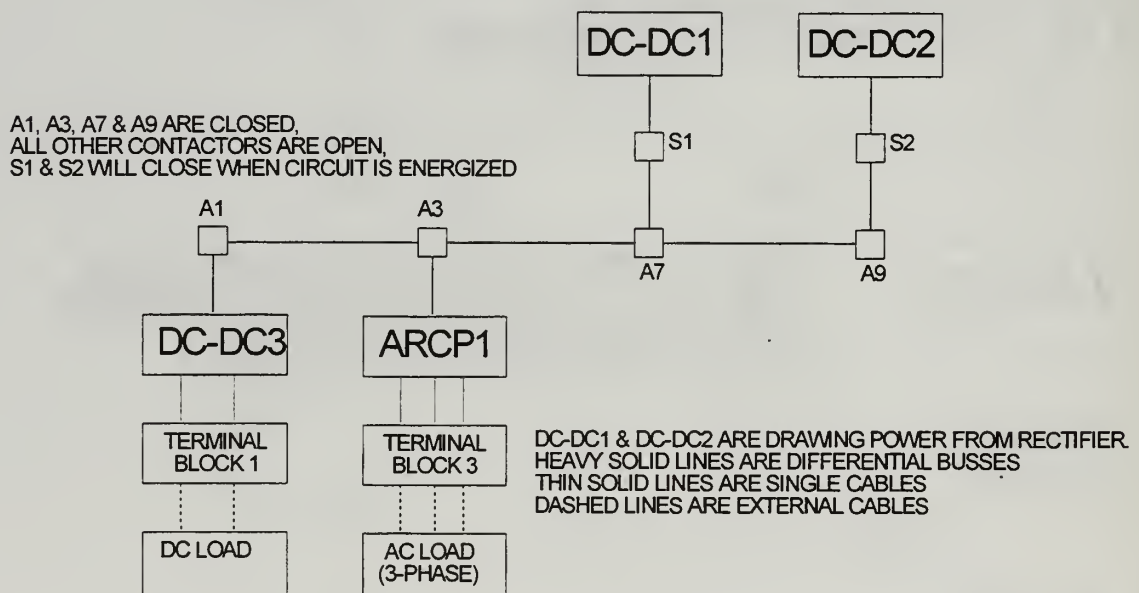 DC-DC1
DC-DC2
A1, A3, A7 & A9 ARE CLOSED,
ALL OTHER CONTACTORS ARE OPEN,
S1 & S2 WILL CLOSE WHEN CIRCUIT IS ENERGIZED
S1
S2
A1
A3
A7
A9
DC-DC3
ARCP1
TERMINAL
BLOCK 1
TERMINAL
BLOCK 3
DC-DC1 & DC-DC2 ARE DRAWING POWER FROM RECTIFIER.
HEAVY SOLID LINES ARE DIFFERENTIAL BUSSES
THIN SOLID LINES ARE SINGLE CABLES
DASHED LINES ARE EXTERNAL CABLES
DC LOAD
AC LOAD
(3-PHASE)